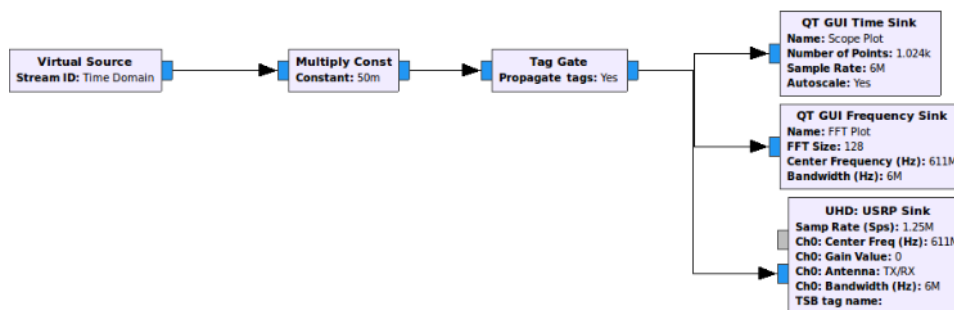 Virtual Source
Stream ID: Time Domain
Multiply Const
Constant: 50m
Tag Gate
Propagate tags: Yes
QT GUI Time Sink
Name: Scope Plot
Number of Points: 1.024k
Sample Rate: 6M
Autoscale: Yes
QT GUI Frequency Sink
Name: FFT Plot
FFT Size: 128
Center Frequency (Hz): 611M
Bandwidth (Hz): 6M
UHD: USRP Sink
Samp Rate (Sps): 1.25M
Ch0: Center Freq (Hz): 611M
Ch0: Gain Value: 0
Ch0: Antenna: TX/RX
Ch0: Bandwidth (Hz): 6M
TSB tag name: